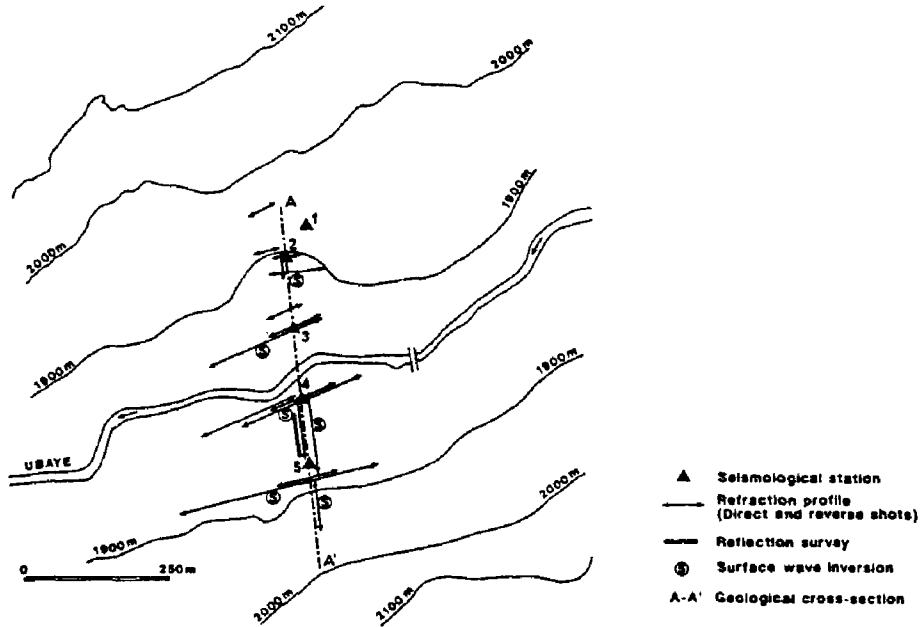 2100m
2000m
A
1
1900m
2
2000m
S
3
S
1900m
4
1900m
S
S
UBAYE
5
Seismological station
S
S
2000m
Refraction profile
(Direct and reverse shots)
1900m
Reflection survey
0 250 m
A'
S Surface wave inversion
2000m
2100m
A-A' Geological cross-section